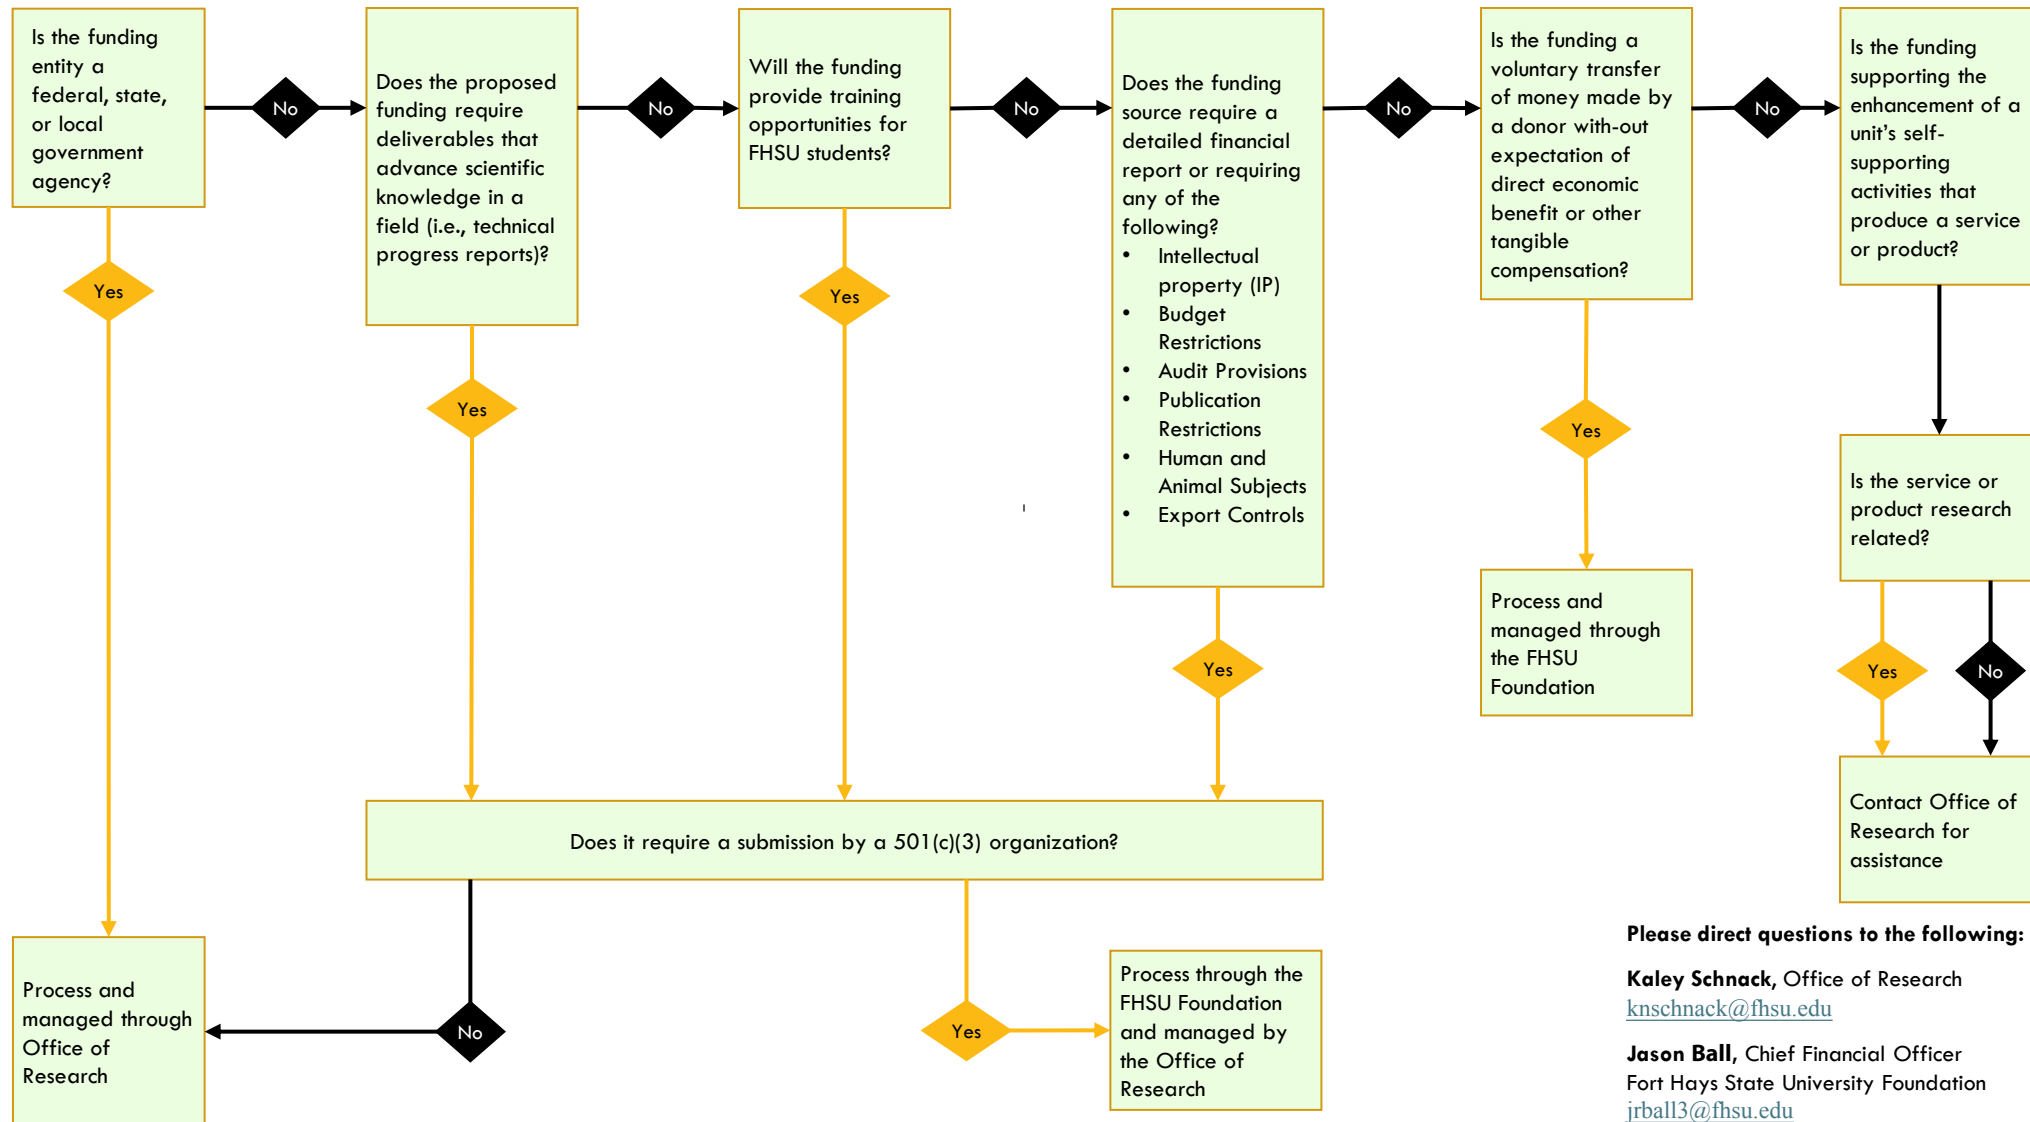 Is the funding
entity a
federal, state,
or local
government
agency?
No
Does the proposed
funding require
deliverables that
advance scientific
knowledge in a
field (i.e., technical
progress reports)?
No
Will the funding
provide training
opportunities for
FHSU students?
No
Does the funding
source require a
detailed financial
report or requiring
any of the
following?
• Intellectual
property (IP)
• Budget
Restrictions
• Audit Provisions
• Publication
Restrictions
• Human and
Animal Subjects
• Export Controls
No
Is the funding a
voluntary transfer
of money made by
a donor with-out
expectation of
direct economic
benefit or other
tangible
compensation?
No
Is the funding
supporting the
enhancement of a
unit's self-
supporting
activities that
produce a service
or product?
Yes
Yes
Yes
Yes
Yes
Is the service or
product research
related?
Process and
managed through
the FHSU
Foundation
Yes
No
Does it require a submission by a 501(c)(3) organization?
Contact Office of
Research for
assistance
Process and
managed through
Office of
Research
No
Yes
Process through the
FHSU Foundation
and managed by
the Office of
Research
Please direct questions to the following:
Kaley Schnack, Office of Research
knschnack@fhsu.edu
Jason Ball, Chief Financial Officer
Fort Hays State University Foundation
jrball3@fhsu.edu